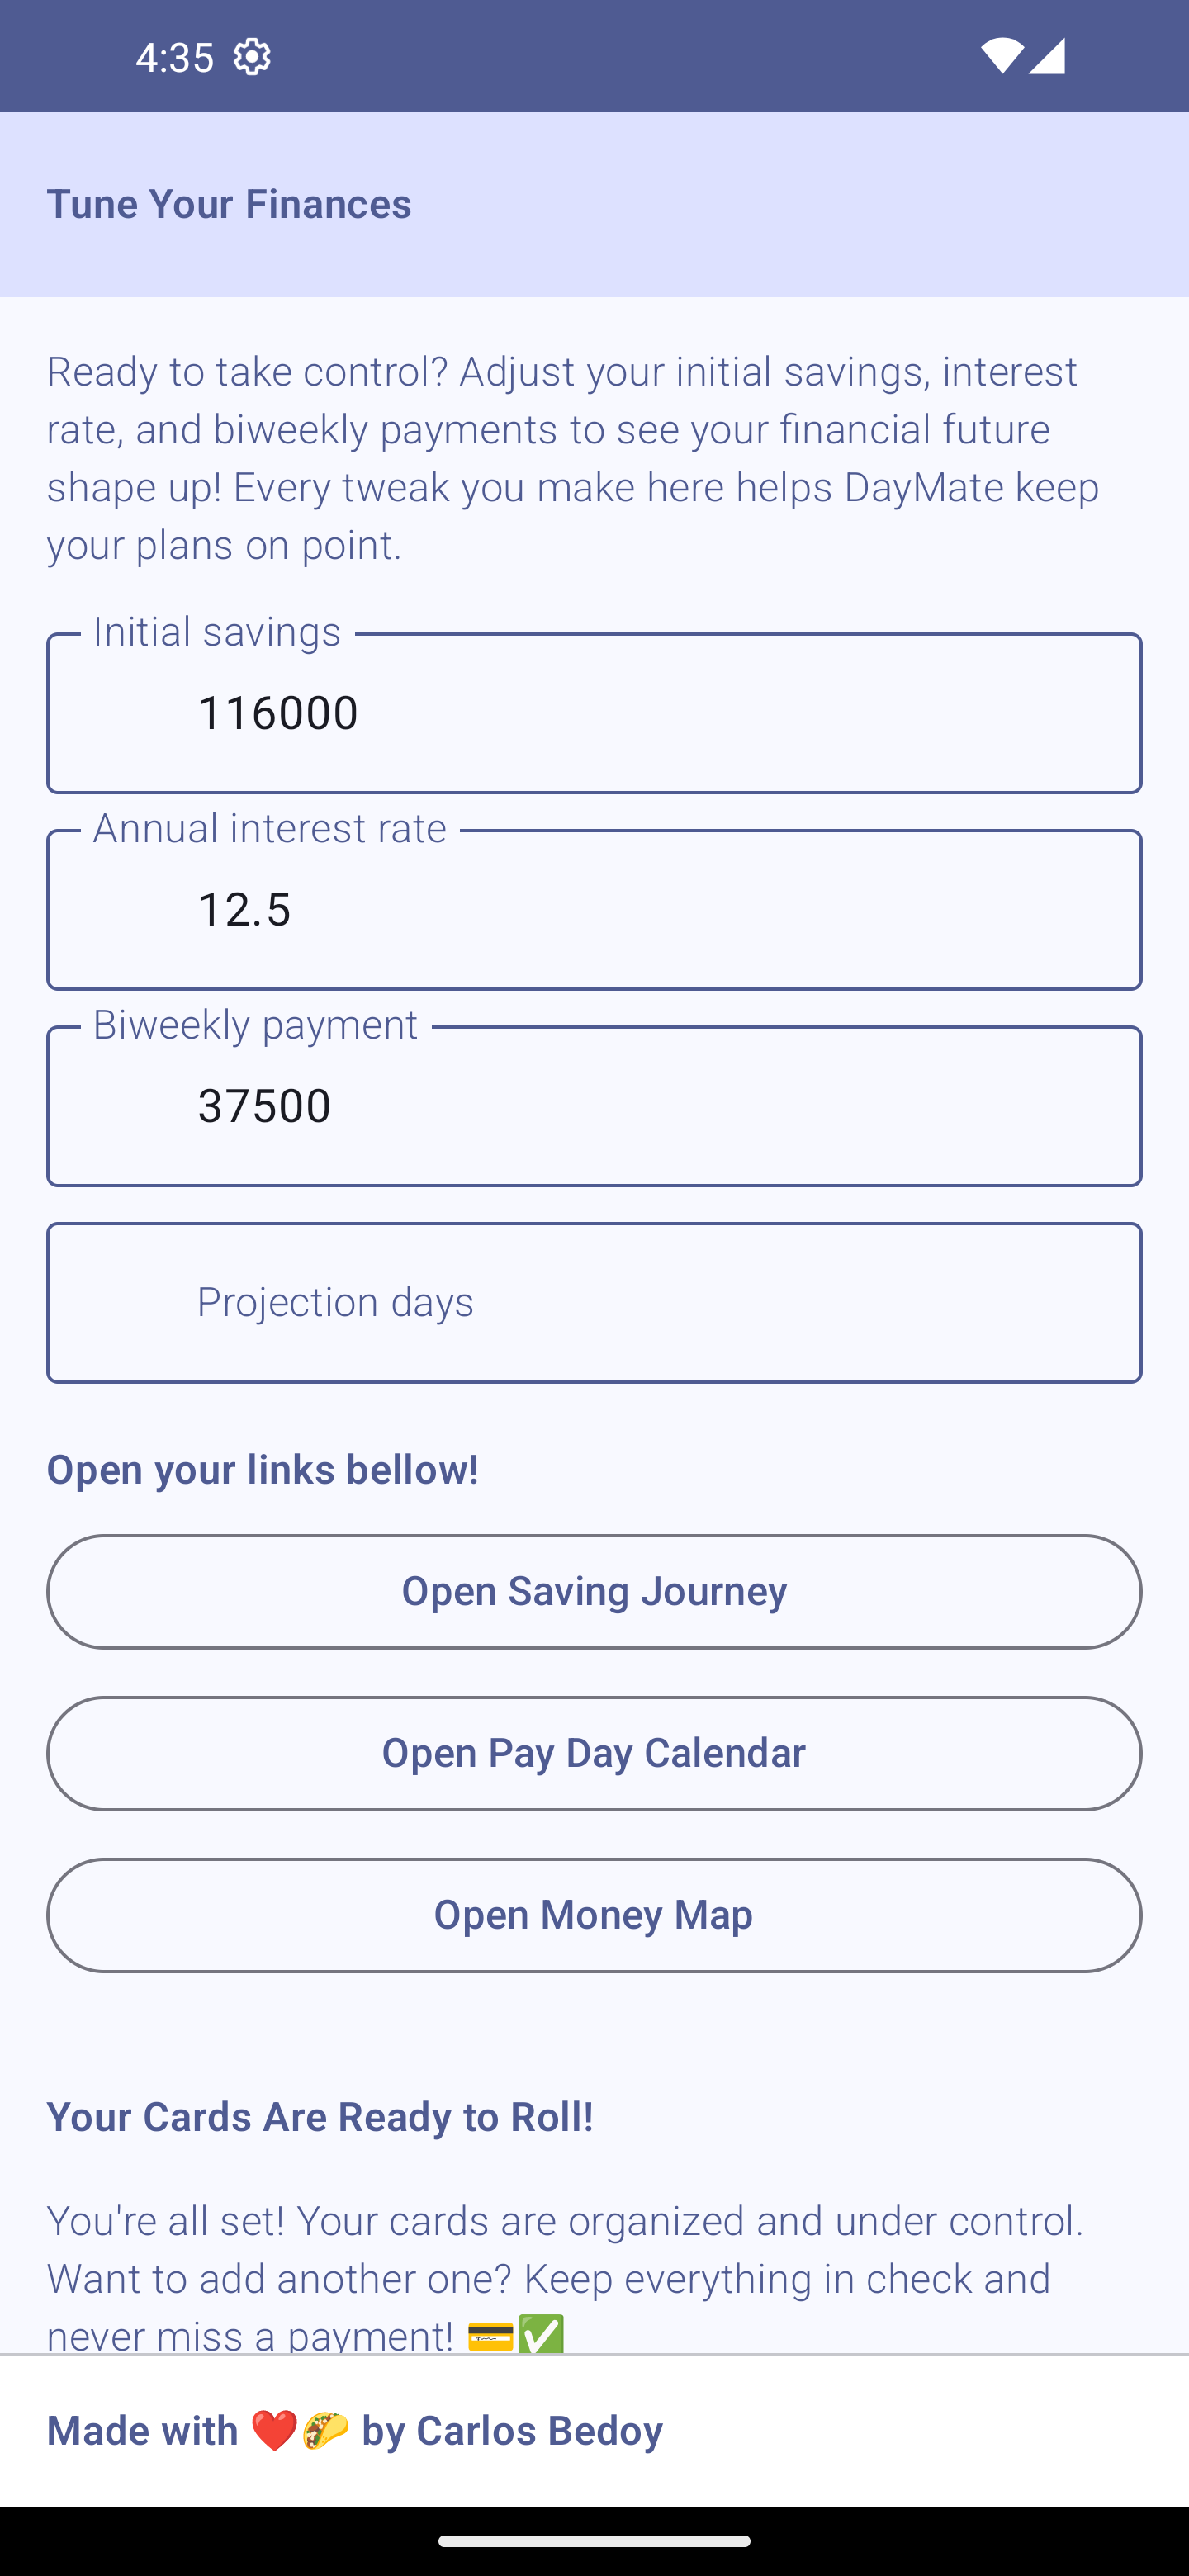 4:35
Tune Your Finances
Ready to take control? Adjust your initial savings, interest
rate, and biweekly payments to see your financial future
shape up! Every tweak you make here helps DayMate keep
your plans on point.
Initial savings
116000
Annual interest rate
12.5
Biweekly payment
37500
Projection days
Open your links bellow!
Open Saving Journey
Open Pay Day Calendar
Open Money Map
Your Cards Are Ready to Roll!
You're all set! Your cards are organized and under control.
Want to add another one? Keep everything in check and
never miss a payment! 💳✅
Made with ❤️🌮 by Carlos Bedoy